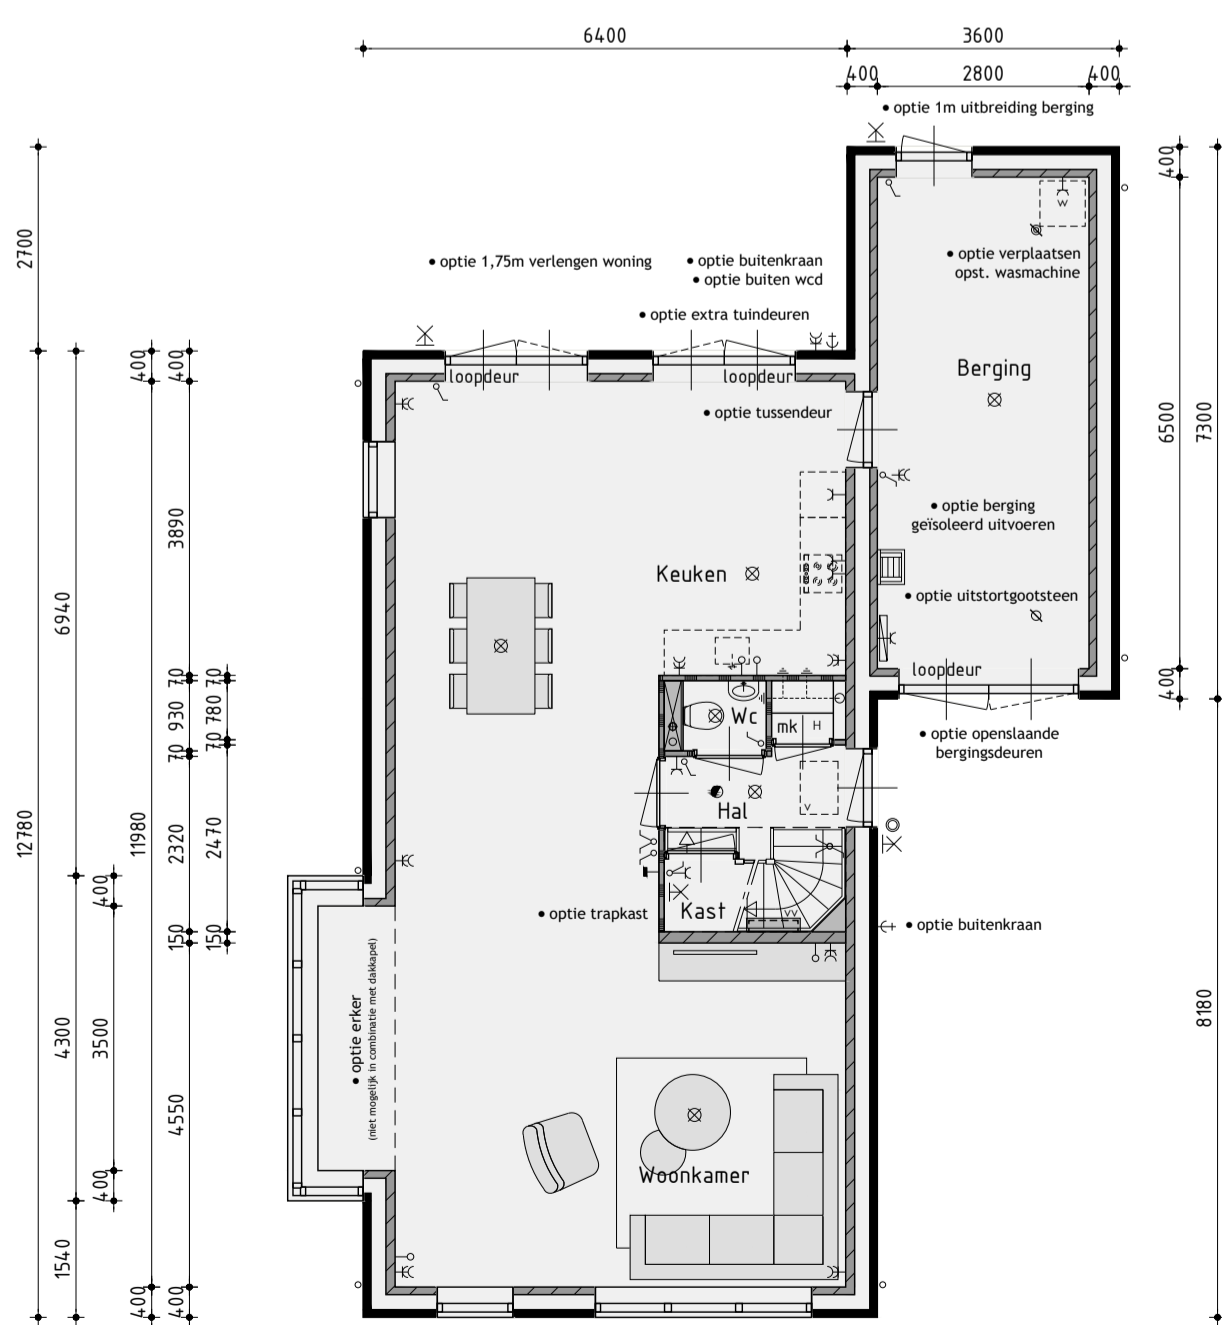 6400
3600
400
2800
400
• optie 1m uitbreiding berging
400
2700
W
• optie 1,75m verlengen woning
• optie buitenkraan
• optie buiten wcd
• optie verplaatsen
opst. wasmachine
• optie extra tuindeuren
400
400
loopdeur
loopdeur
Berging
• optie tussendeur
6500
7300
3890
• optie berging
geïsoleerd uitvoeren
Keuken
6940
• optie uitstortgootsteen
70
70
loopdeur
400
930
780
Wc
mk
H
70
70
• optie openslaande
bergingsdeuren
12780
11980
2320
2470
V
Hal
400
Kast
VV
• optie trapkast
• optie buitenkraan
150
150
4300
3500
• optie erker
(niet mogelijk in combinatie met dakkapel)
8180
4550
Woonkamer
400
1540
400
400